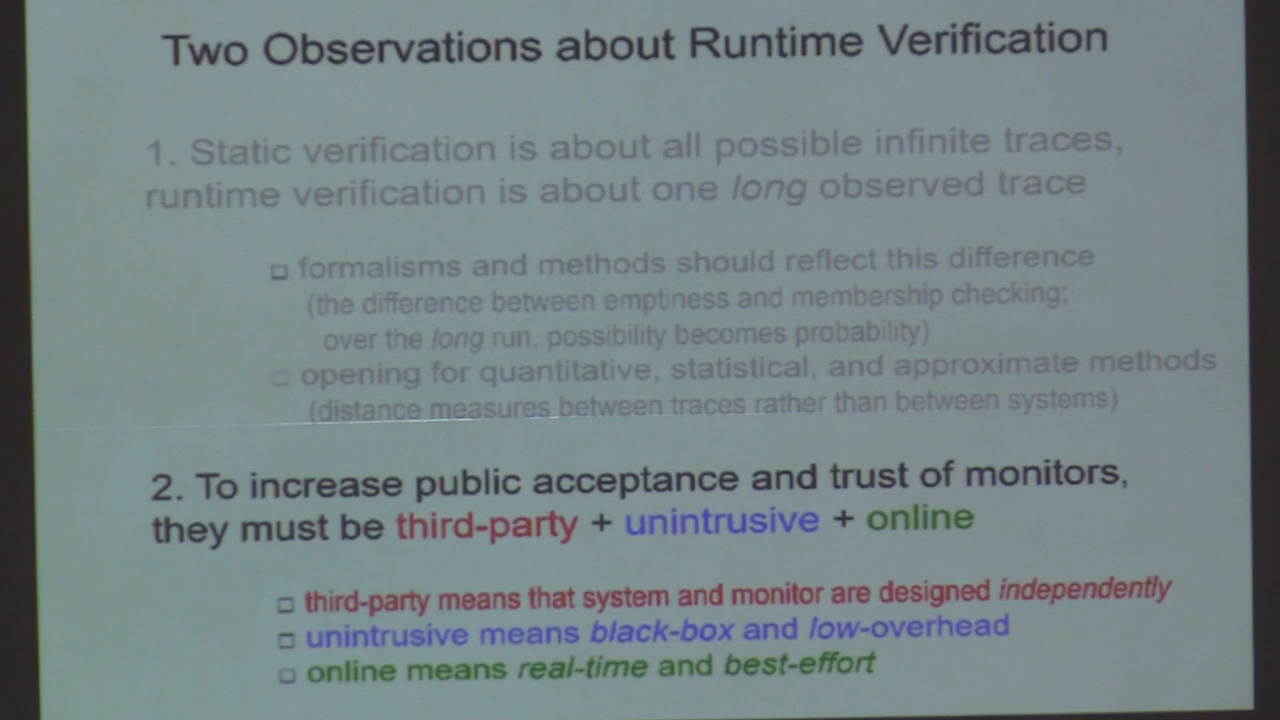 Two Observations about Runtime Verification
1. Static verification is about all possible infinite traces,
runtime verification is about one long observed trace
□ formalisms and methods should reflect this difference
(the difference between emptiness and membership checking;
over the long run, possibility becomes probability)
□ opening for quantitative, statistical, and approximate methods
(distance measures between traces rather than between systems)
2. To increase public acceptance and trust of monitors,
they must be third-party + unintrusive + online
□ third-party means that system and monitor are designed independently
□ unintrusive means black-box and low-overhead
□ online means real-time and best-effort